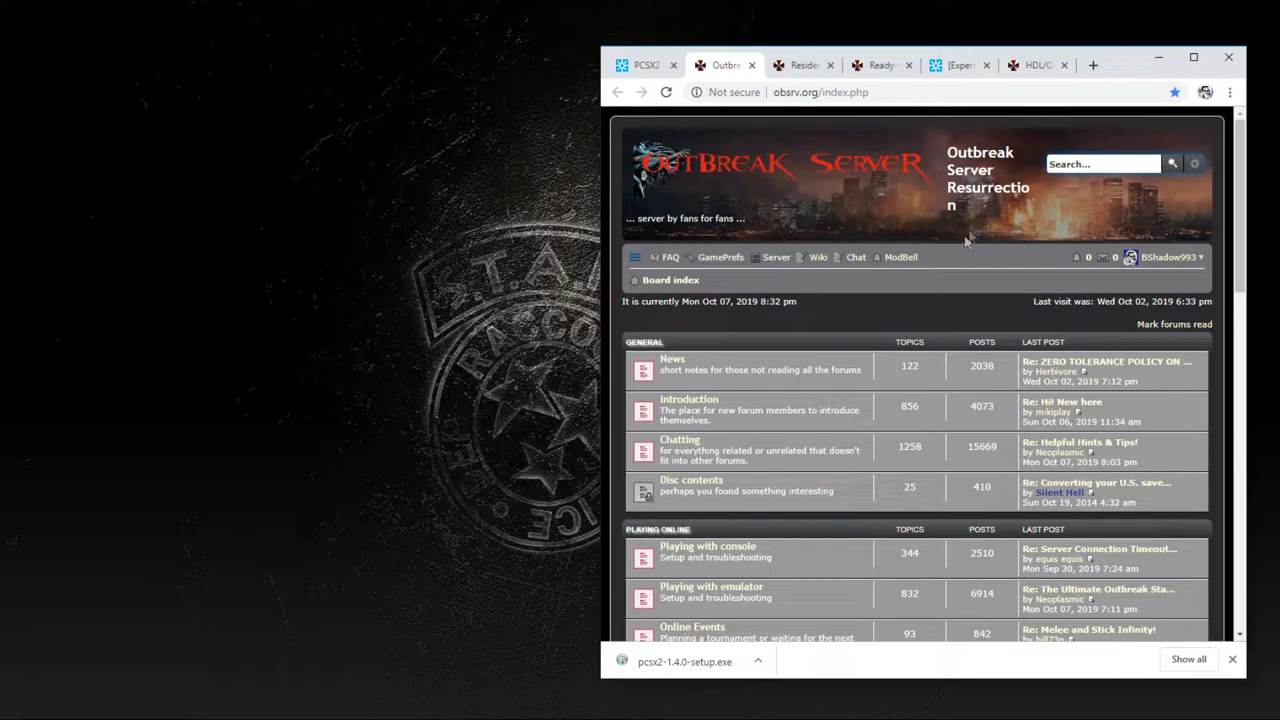 PCSX2
Outbre
Reside
Ready-
[Exper
HDL/O
Not secure
obsrv.org/index.php
OUTBREAK SERVER
Outbreak
Server
Resurrectio
n
Search...
... server by fans for fans ...
FAQ GamePrefs Server Wiki Chat ModBell
0 0 BShadow993
Board index
It is currently Mon Oct 07, 2019 8:32 pm
Last visit was: Wed Oct 02, 2019 6:33 pm
Mark forums read
GENERAL TOPICS POSTS LAST POST
News
short notes for those not reading all the forums
122 2038
Re: ZERO TOLERANCE POLICY ON ...
by Herbivore
Wed Oct 02, 2019 7:12 pm
Introduction
The place for new forum members to introduce
themselves.
856 4073
Re: Hi! New here
by mikiplay
Sun Oct 06, 2019 11:34 am
Chatting
for everything related or unrelated that doesn't
fit into other forums.
1258 15669
Re: Helpful Hints & Tips!
by Neoplasmic
Mon Oct 07, 2019 8:03 pm
Disc contents
perhaps you found something interesting
25 410
Re: Converting your U.S. save...
by Silent Hell
Sun Oct 19, 2014 4:32 am
PLAYING ONLINE TOPICS POSTS LAST POST
Playing with console
Setup and troubleshooting
344 2510
Re: Server Connection Timeout...
by equis equis
Mon Sep 30, 2019 7:24 am
Playing with emulator
Setup and troubleshooting
832 6914
Re: The Ultimate Outbreak Sta...
by Neoplasmic
Mon Oct 07, 2019 7:11 pm
Online Events
Planning a tournament or waiting for the next
93 842
Re: Melee and Stick Infinity!
by bill73n
pcsx2-1.4.0-setup.exe
Show all
S.T.A.